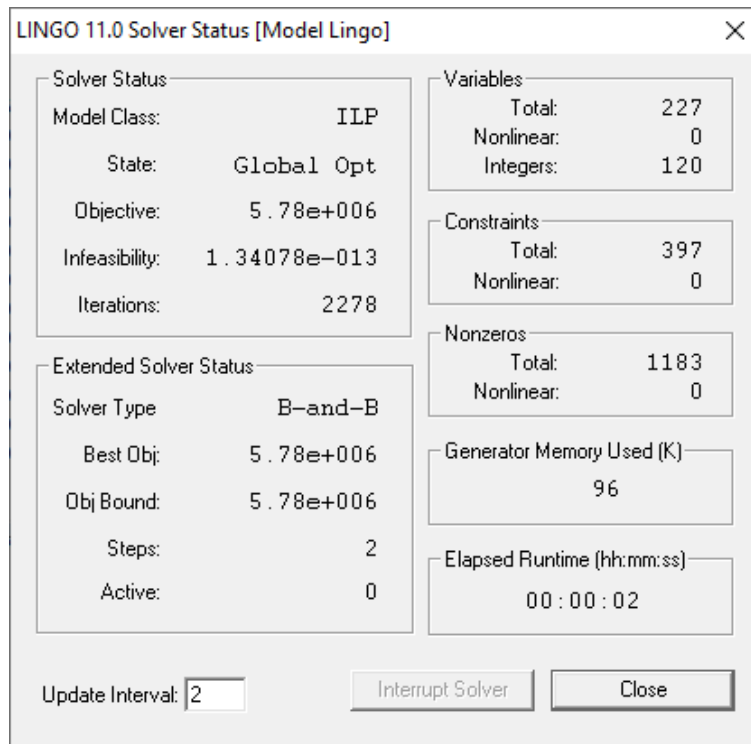 LINGO 11.0 Solver Status [Model Lingo]
Solver Status
Model Class: ILP
State: Global Opt
Objective: 5.78e+006
Infeasibility: 1.34078e-013
Iterations: 2278
Extended Solver Status
Solver Type B-and-B
Best Obj: 5.78e+006
Obj Bound: 5.78e+006
Steps: 2
Active: 0
Variables
Total: 227
Nonlinear: 0
Integers: 120
Constraints
Total: 397
Nonlinear: 0
Nonzeros
Total: 1183
Nonlinear: 0
Generator Memory Used (K)
96
Elapsed Runtime (hh:mm:ss)
00:00:02
Update Interval: 2
Interrupt Solver
Close